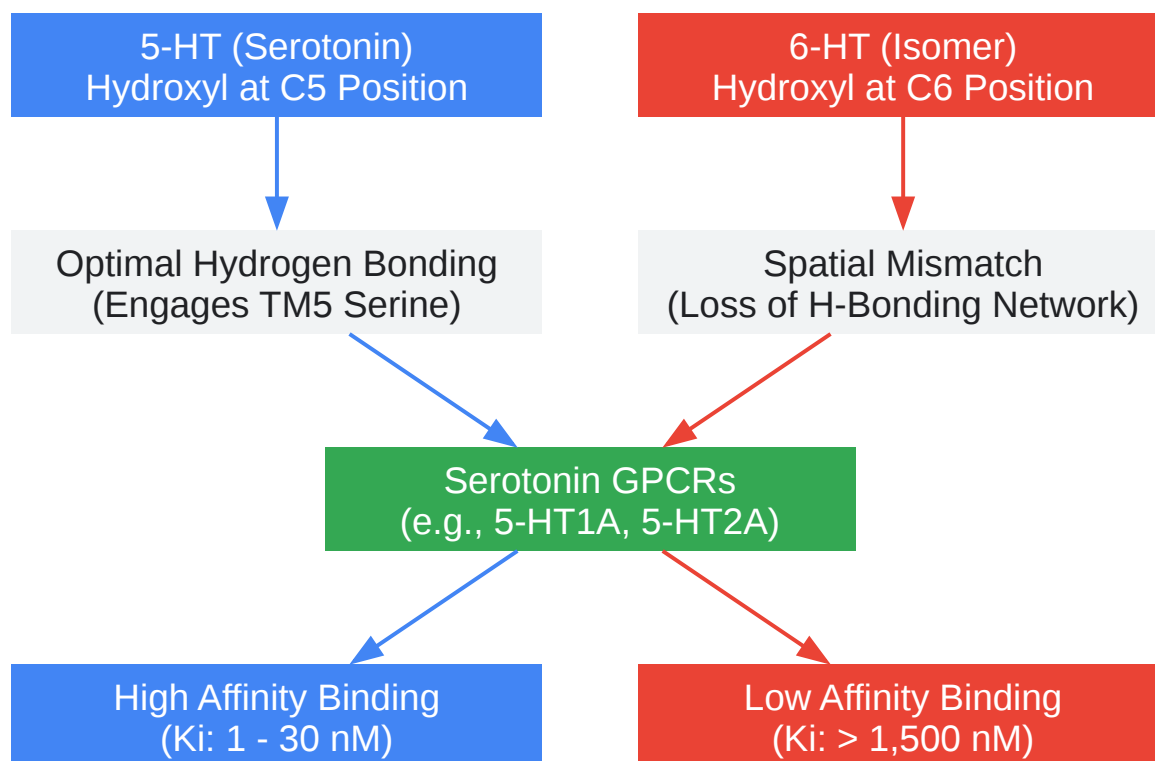 5-HT (Serotonin)
Hydroxyl at C5 Position
6-HT (Isomer)
Hydroxyl at C6 Position
Optimal Hydrogen Bonding
(Engages TM5 Serine)
Spatial Mismatch
(Loss of H-Bonding Network)
Serotonin GPCRs
(e.g., 5-HT1A, 5-HT2A)
High Affinity Binding
(Ki: 1 - 30 nM)
Low Affinity Binding
(Ki: > 1,500 nM)